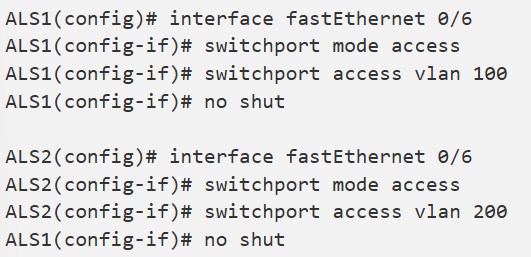 ALS1(config)# interface fastEthernet 0/6
ALS1(config-if)# switchport mode access
ALS1(config-if)# switchport access vlan 100
ALS1(config-if)# no shut

ALS2(config)# interface fastEthernet 0/6
ALS2(config-if)# switchport mode access
ALS2(config-if)# switchport access vlan 200
ALS1(config-if)# no shut